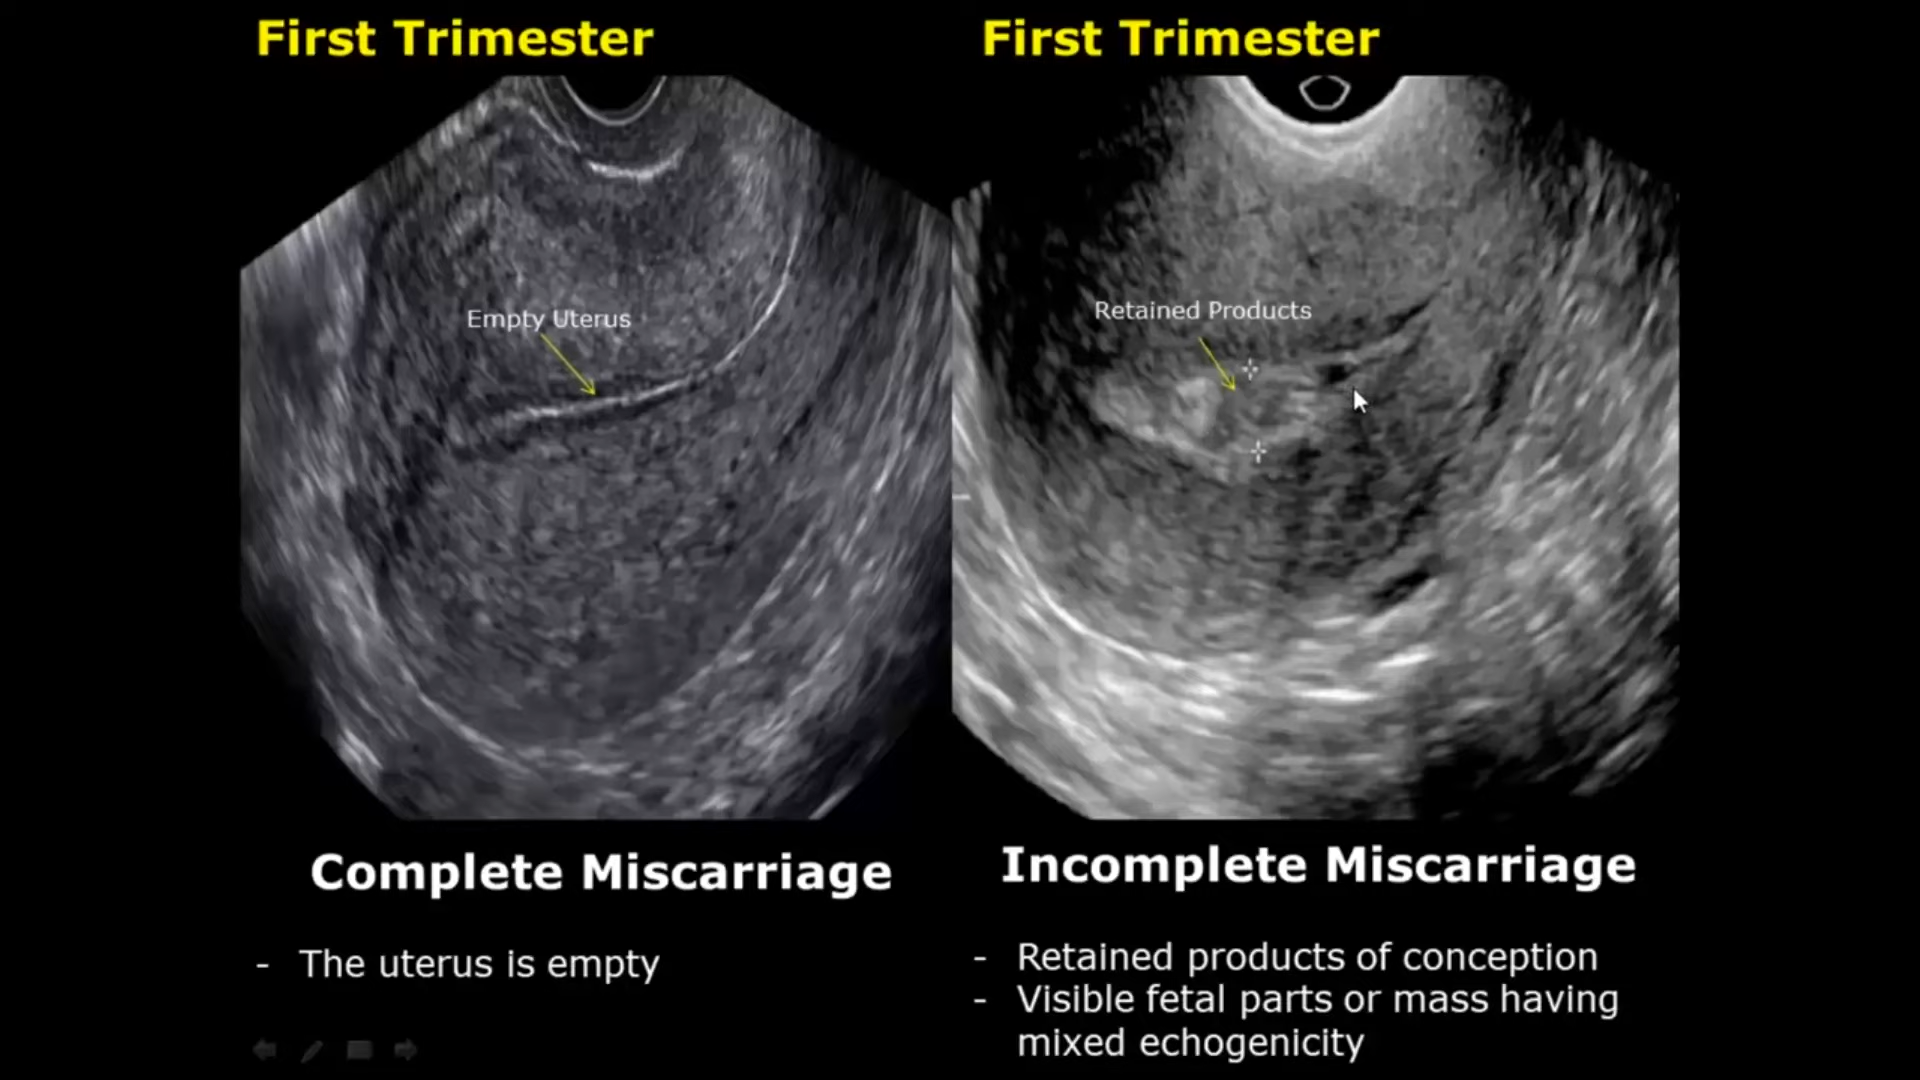 First Trimester
Empty Uterus
Complete Miscarriage
- The uterus is empty
First Trimester
Retained Products
Incomplete Miscarriage
- Retained products of conception
- Visible fetal parts or mass having
mixed echogenicity